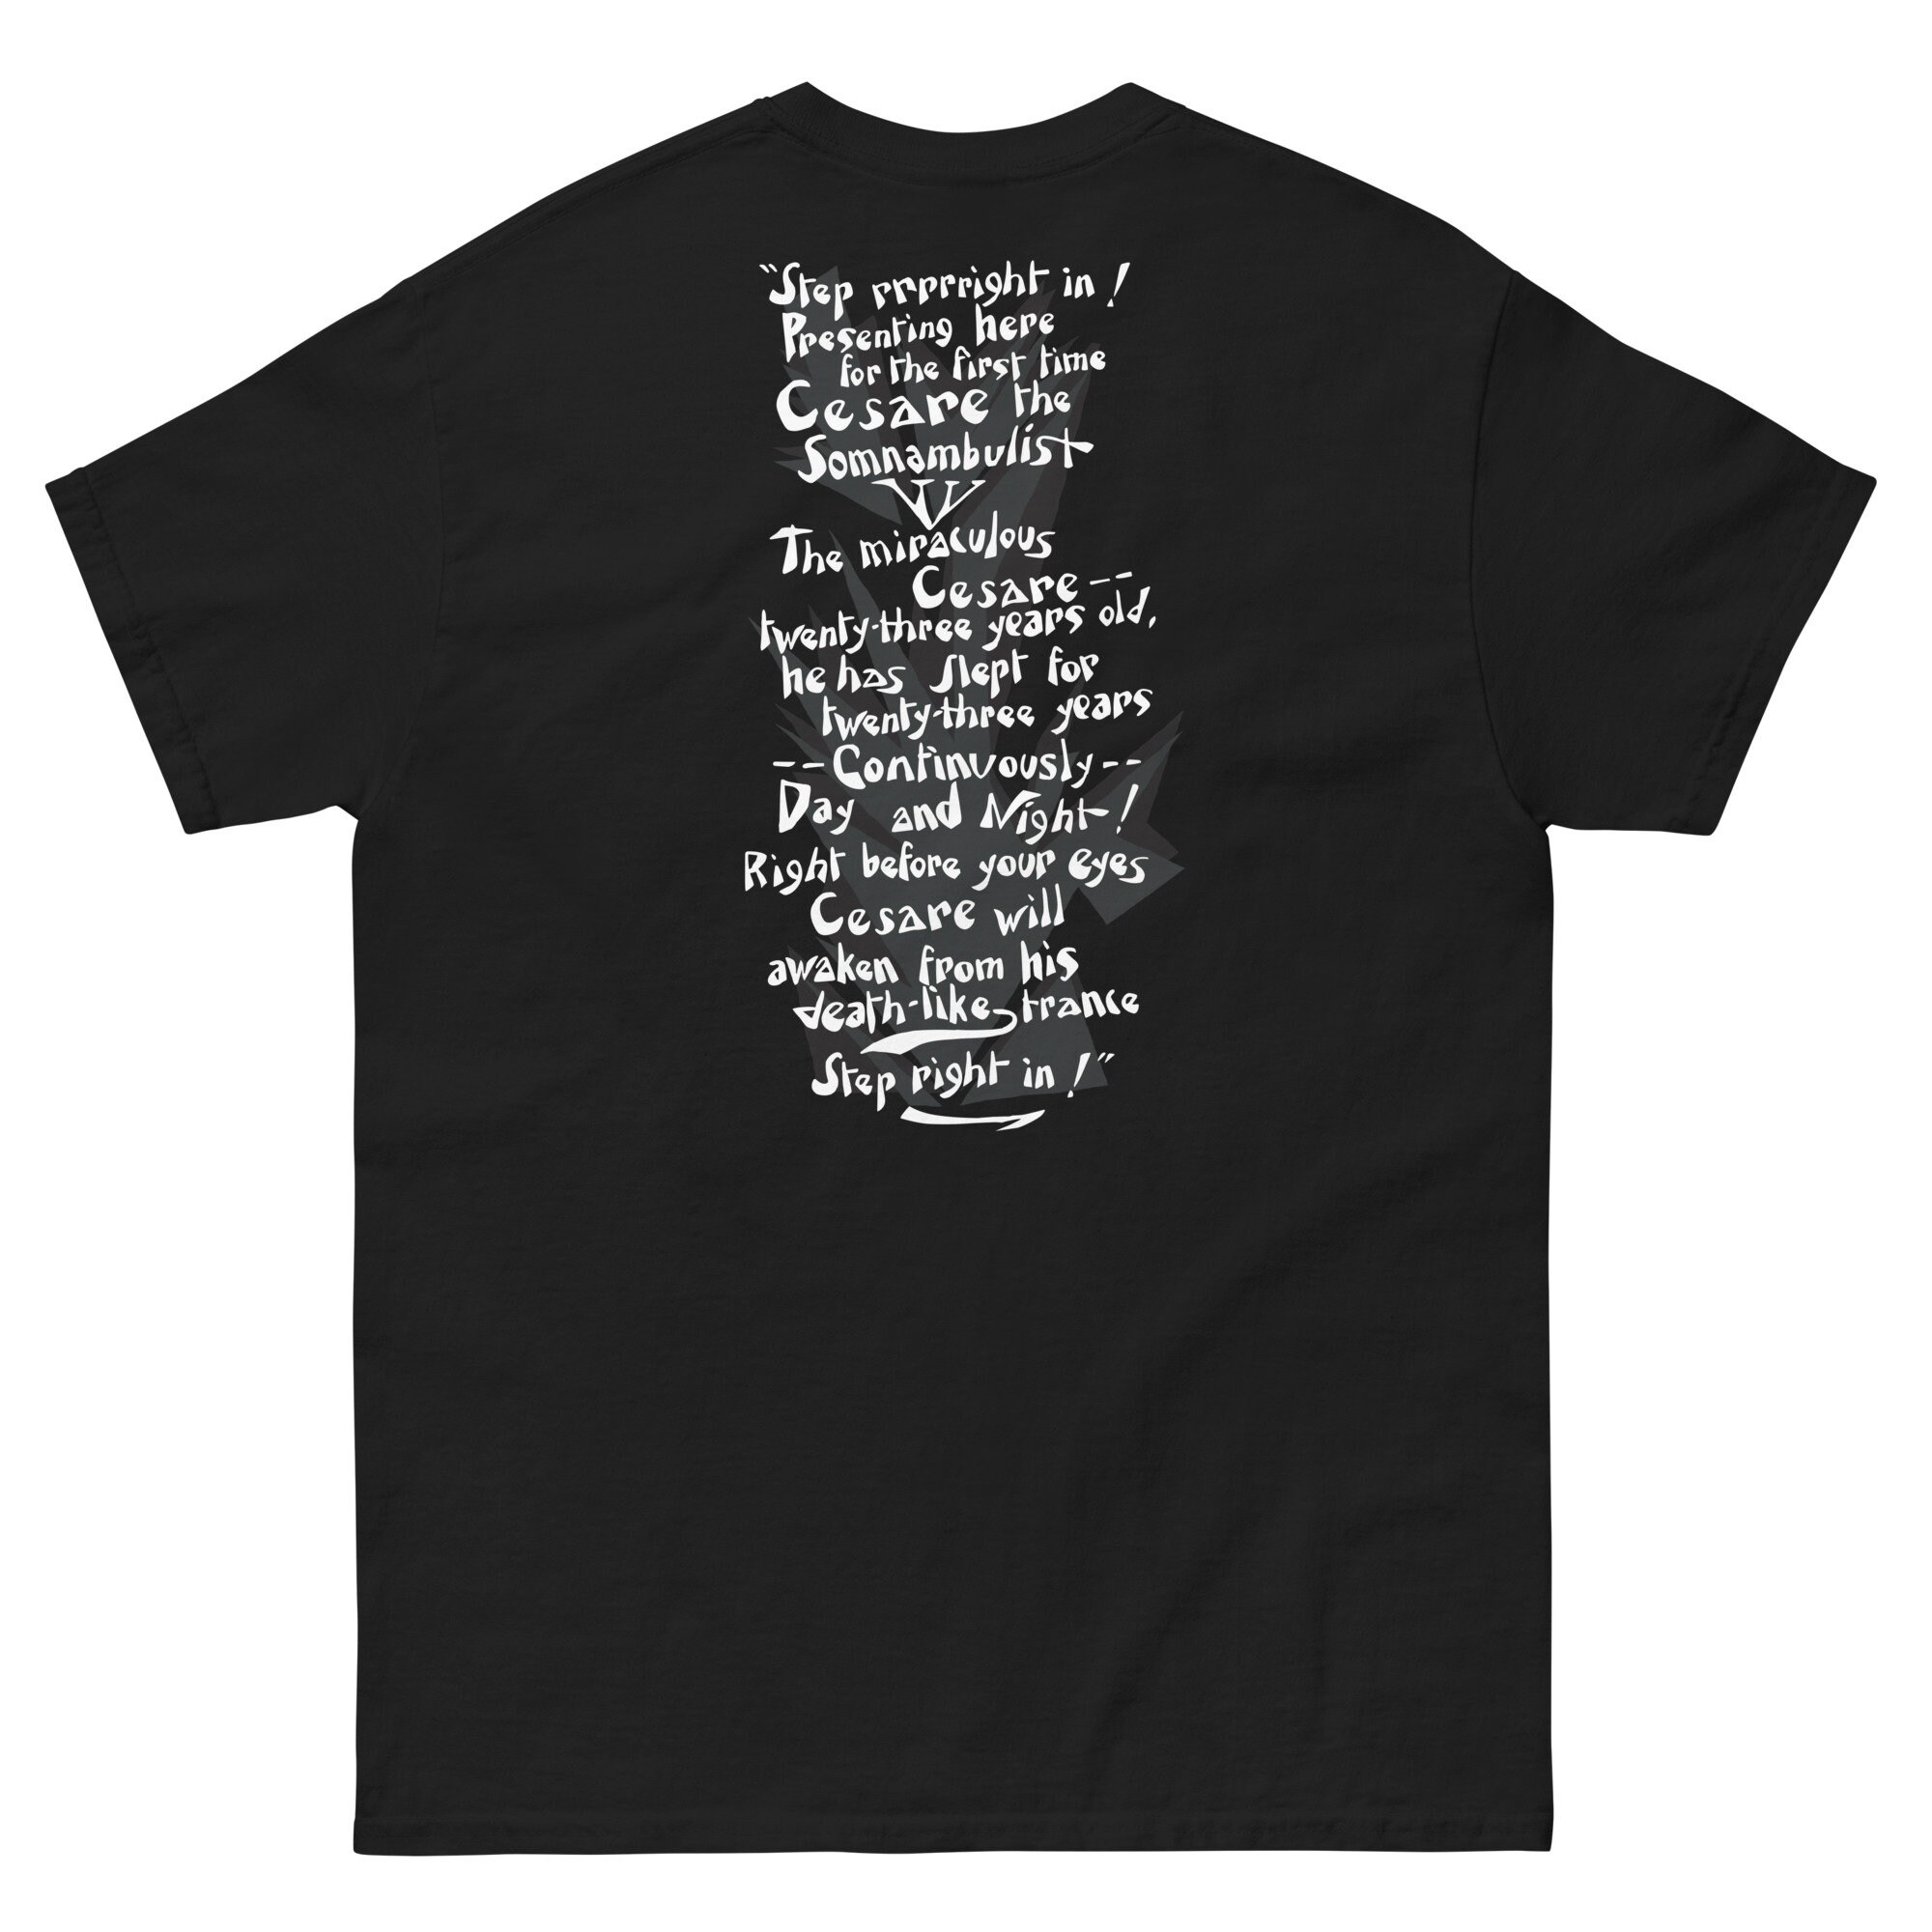 “Step rrrrrright in!
Presenting here
for the first time
Cesare the
Somnambulist
The miraculous
Cesare --
twenty-three years old,
he has slept for
twenty-three years
--Continuously--
Day and Night!
Right before your eyes
Cesare will
awaken from his
death-like trance
Step right in!”